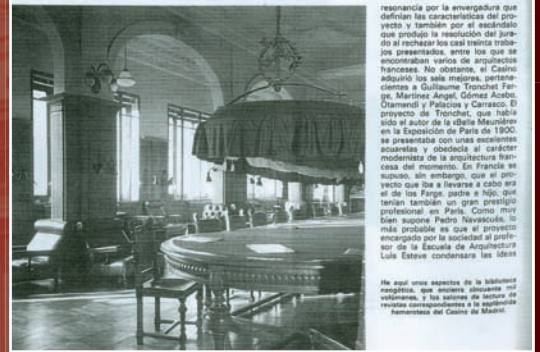 resonancia por la envergadura que
definían las características del pro-
yecto y también por el escándalo
que produjo la resolución del jura-
do al rechazar los casi treinta traba-
jos presentados, entre los que se
encontraban varios de arquitectos
franceses. No obstante, el Casino
adquirió los seis mejores, pertene-
cientes a Guillaume Tronchet Far-
ge, Martínez Angel, Gómez Acebo,
Otamendi y Palacios y Carrasco. El
proyecto de Tronchet, que había
sido el autor de la «Belle Meunière»
en la Exposición de París de 1900,
se presentaba con unas excelentes
acuarelas y obedecía al carácter
modernista de la arquitectura fran-
cesa del momento. En Francia se
supuso, sin embargo, que el pro-
yecto que iba a llevarse a cabo era
el de los Farge, padre e hijo, que
tenían también un gran prestigio
profesional en París. Como muy
bien supone Pedro Navascués, lo
más probable es que el proyecto
encargado por la sociedad al profe-
sor de la Escuela de Arquitectura
Luis Esteve condensara las ideas
He aquí unos aspectos de la biblioteca
neogótica, que encierra cincuenta mil
volúmenes, y los salones de lectura de
revistas correspondientes a la espléndida
hemeroteca del Casino de Madrid.